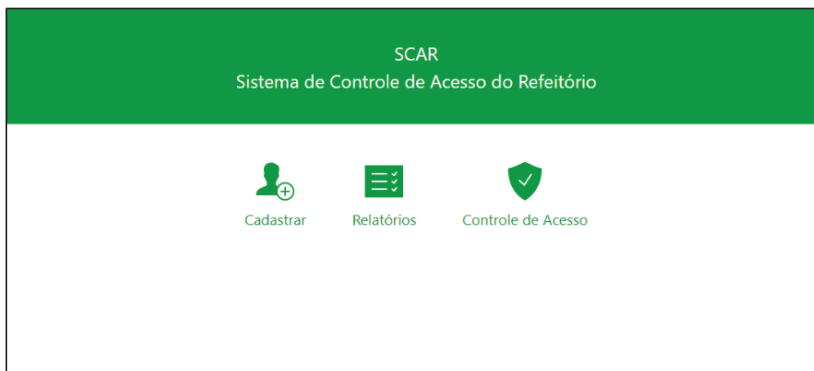 SCAR
Sistema de Controle de Acesso do Refeitório
Cadastrar
Relatórios
Controle de Acesso